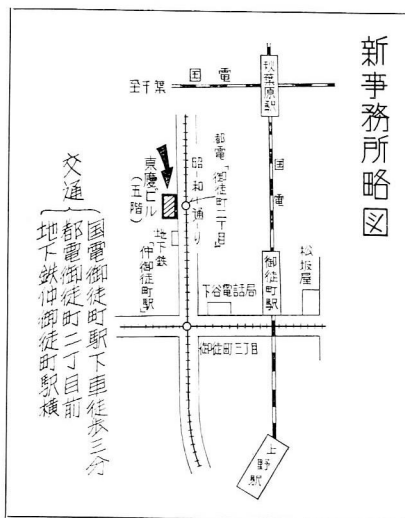 新事務所略図
秋葉原駅
国電
至千葉
国電
都電「御徒町二丁目」
昭和通り
東慶ビル
（五階）
地下鉄
「仲御徒町駅」
松坂屋
御徒町駅
下谷電話局
御徒町三丁目
上野駅
交通
国電御徒町駅下車徒歩三分
都電御徒町二丁目前
地下鉄仲御徒町駅横